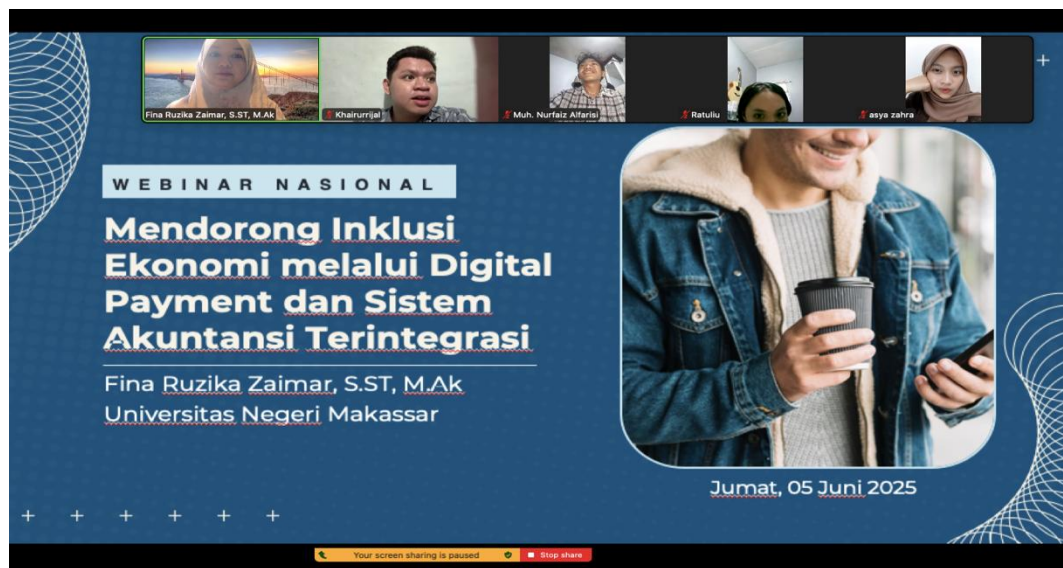 Fina Ruzika Zaimar, S.ST, M.Ak
Khairurrijal
Muh. Nurfaiz Alfarisi
Ratuliu
asya zahra
WEBINAR NASIONAL
Mendorong Inklusi
Ekonomi melalui Digital
Payment dan Sistem
Akuntansi Terintegrasi
Fina Ruzika Zaimar, S.ST, M.Ak
Universitas Negeri Makassar
Jumat, 05 Juni 2025
Your screen sharing is paused
Stop share